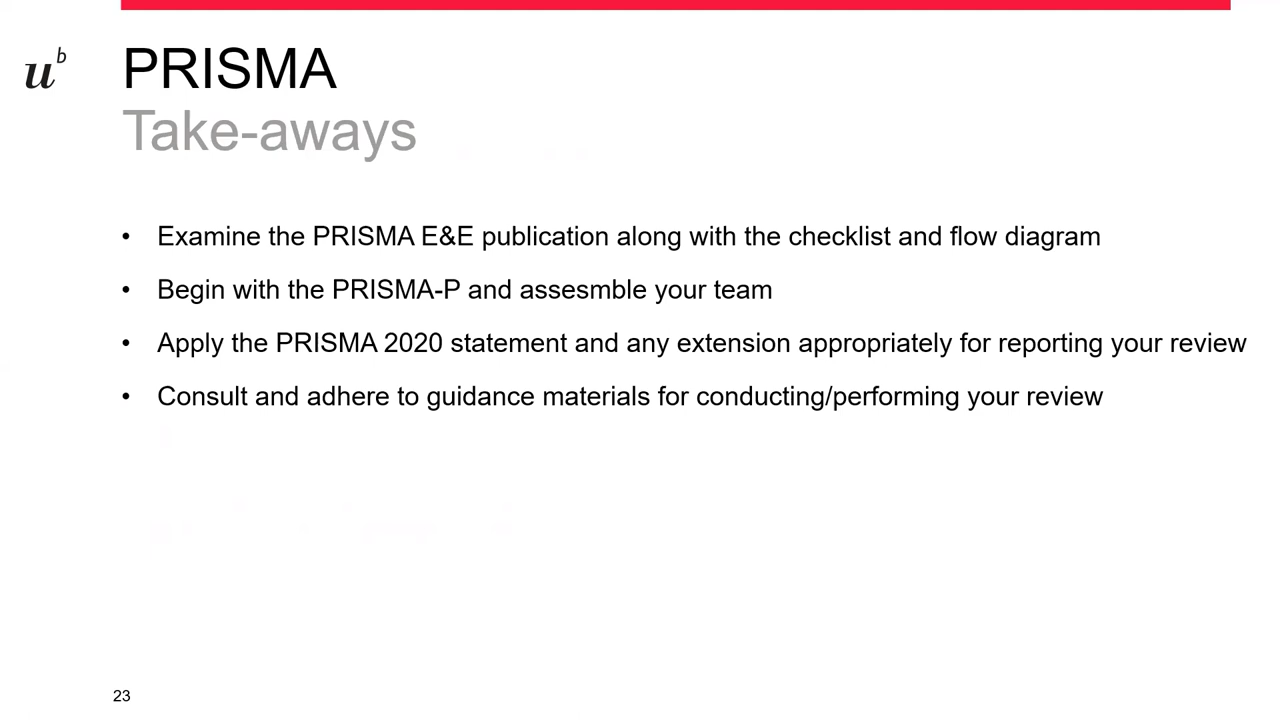 u b
PRISMA
Take-aways
• Examine the PRISMA E&E publication along with the checklist and flow diagram
• Begin with the PRISMA-P and assesmble your team
• Apply the PRISMA 2020 statement and any extension appropriately for reporting your review
• Consult and adhere to guidance materials for conducting/performing your review
23